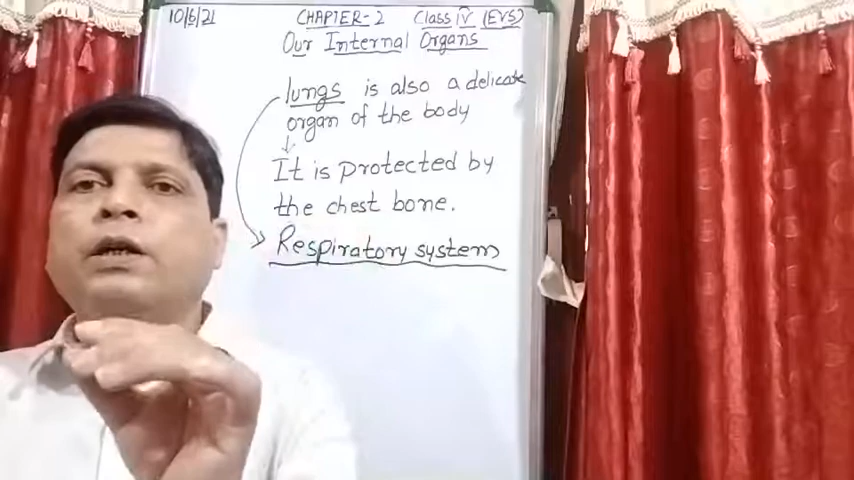 10/6/21 CHAPTER-2 Class IV (EVS)
Our Internal Organs
lungs is also a delicate
organ of the body
It is protected by
the chest bone.
Respiratory system